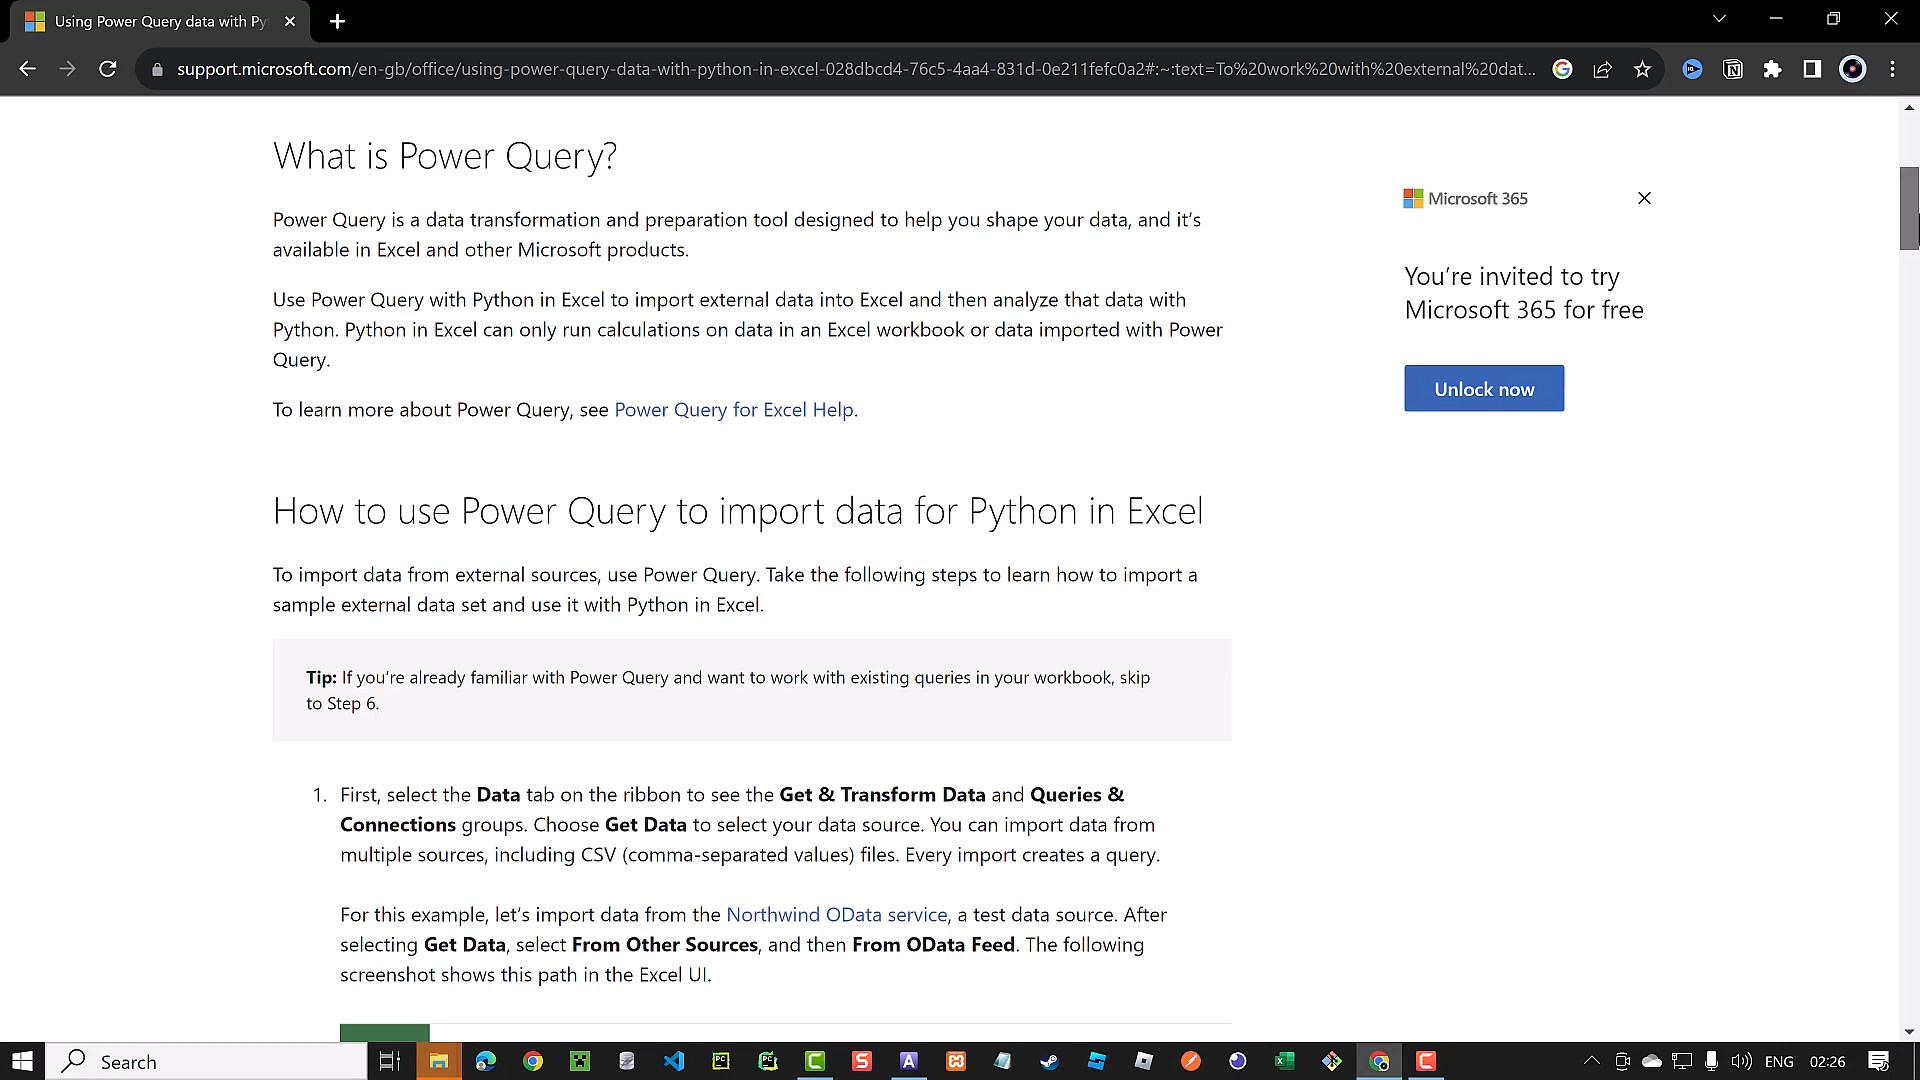 Using Power Query data with Py
support.microsoft.com/en-gb/office/using-power-query-data-with-python-in-excel-028dbcd4-76c5-4aa4-831d-0e211fefc0a2#:~:text=To%20work%20with%20external%20dat...
What is Power Query?
Power Query is a data transformation and preparation tool designed to help you shape your data, and it's
available in Excel and other Microsoft products.
Use Power Query with Python in Excel to import external data into Excel and then analyze that data with
Python. Python in Excel can only run calculations on data in an Excel workbook or data imported with Power
Query.
To learn more about Power Query, see Power Query for Excel Help.
Microsoft 365
You're invited to try
Microsoft 365 for free
Unlock now
How to use Power Query to import data for Python in Excel
To import data from external sources, use Power Query. Take the following steps to learn how to import a
sample external data set and use it with Python in Excel.
Tip: If you're already familiar with Power Query and want to work with existing queries in your workbook, skip
to Step 6.
1. First, select the Data tab on the ribbon to see the Get & Transform Data and Queries &
Connections groups. Choose Get Data to select your data source. You can import data from
multiple sources, including CSV (comma-separated values) files. Every import creates a query.
For this example, let's import data from the Northwind OData service, a test data source. After
selecting Get Data, select From Other Sources, and then From OData Feed. The following
screenshot shows this path in the Excel UI.
Search
ENG
02:26